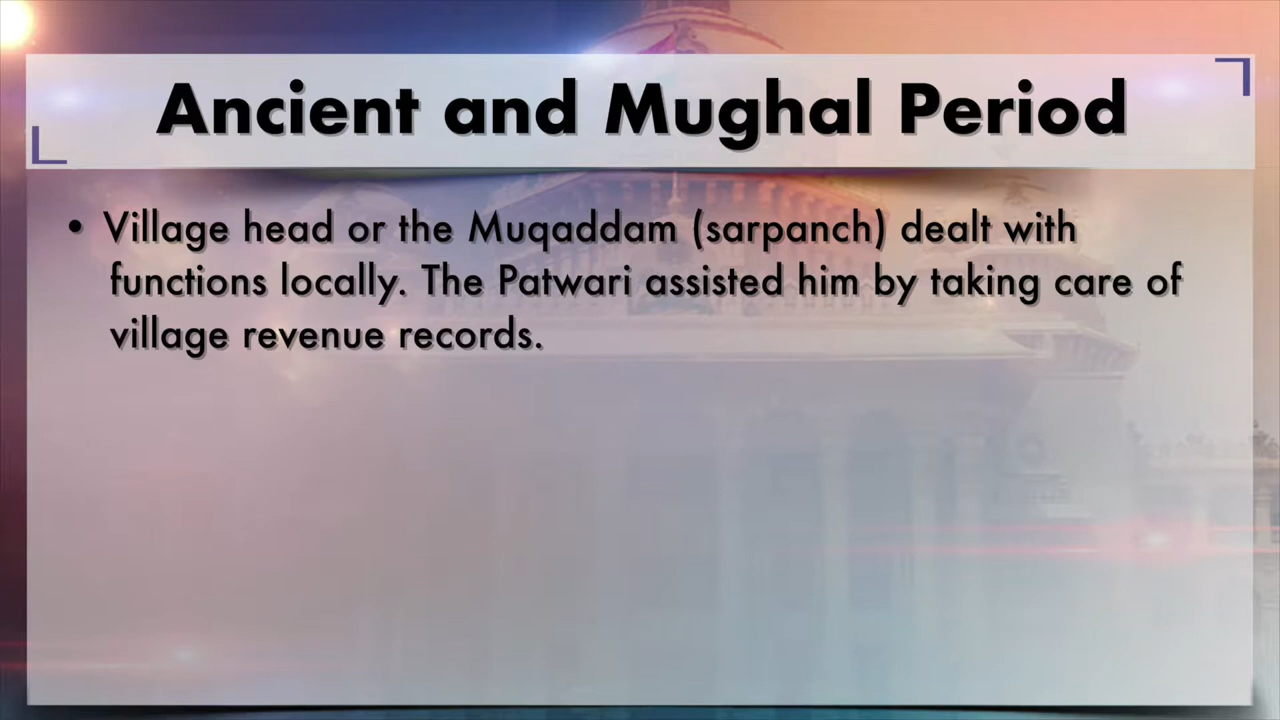 Ancient and Mughal Period
• Village head or the Muqaddam (sarpanch) dealt with
functions locally. The Patwari assisted him by taking care of
village revenue records.